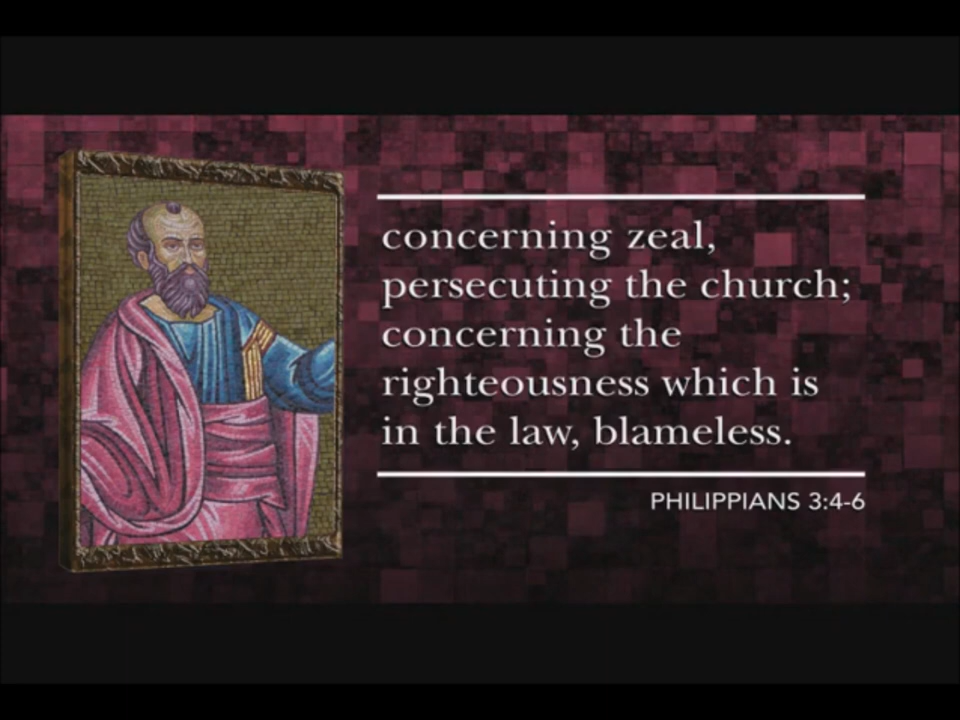 concerning zeal,
persecuting the church;
concerning the
righteousness which is
in the law, blameless.
PHILIPPIANS 3:4-6